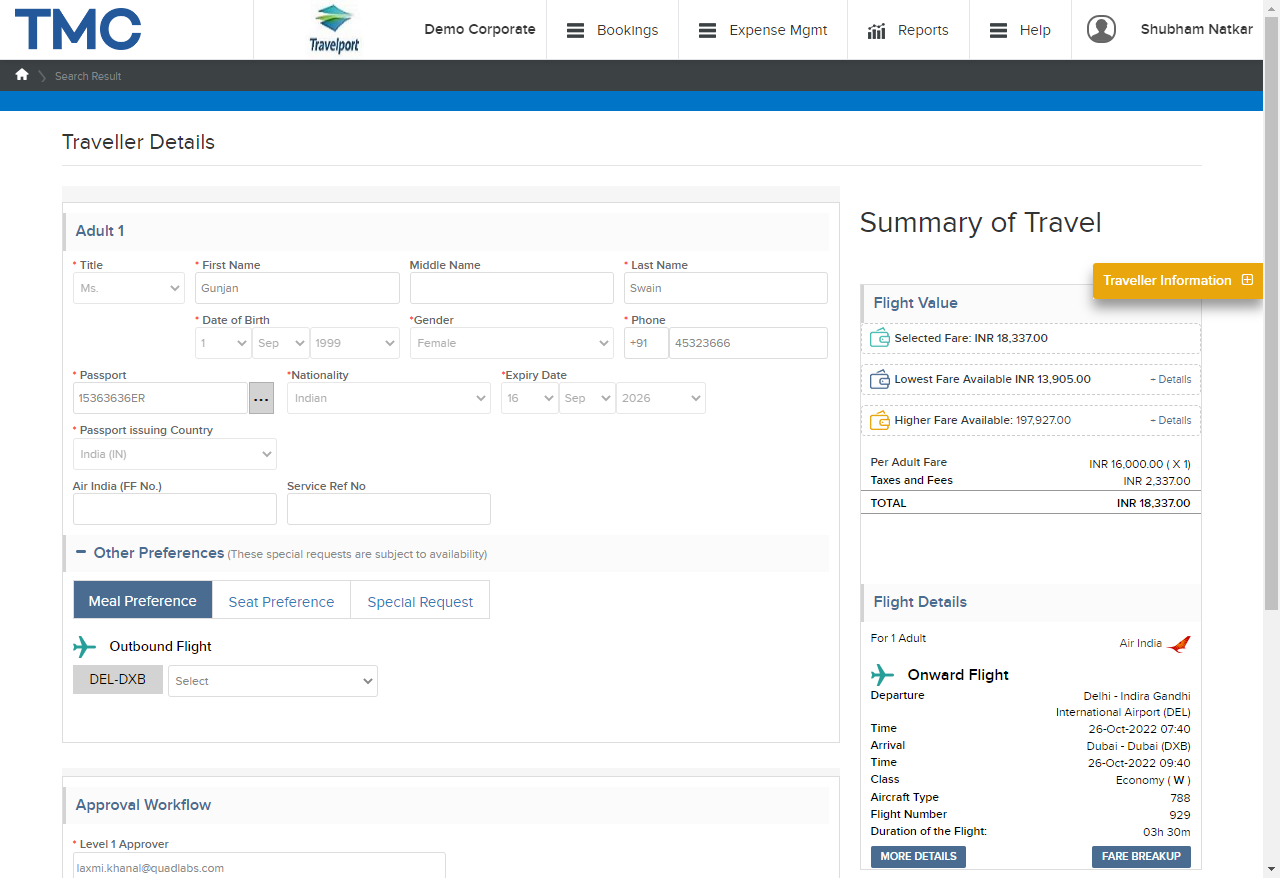 TMC
Travelport
Demo Corporate
Bookings
Expense Mgmt
Reports
Help
Shubham Natkar
Search Result
Traveller Details
Adult 1
* Title
* First Name
Middle Name
* Last Name
Ms.
Gunjan
Swain
* Date of Birth
*Gender
* Phone
1
Sep
1999
Female
+91
45323666
* Passport
*Nationality
*Expiry Date
15363636ER
...
Indian
16
Sep
2026
* Passport issuing Country
India (IN)
Air India (FF No.)
Service Ref No
Other Preferences (These special requests are subject to availability)
Meal Preference
Seat Preference
Special Request
Outbound Flight
DEL-DXB
Select
Approval Workflow
* Level 1 Approver
laxmi.khanal@quadlabs.com
Summary of Travel
Traveller Information
Flight Value
Selected Fare: INR 18,337.00
Lowest Fare Available INR 13,905.00
+ Details
Higher Fare Available: 197,927.00
+ Details
Per Adult Fare
INR 16,000.00 ( X 1)
Taxes and Fees
INR 2,337.00
TOTAL
INR 18,337.00
Flight Details
For 1 Adult
Air India
Onward Flight
Departure
Delhi - Indira Gandhi
International Airport (DEL)
Time
26-Oct-2022 07:40
Arrival
Dubai - Dubai (DXB)
Time
26-Oct-2022 09:40
Class
Economy ( W )
Aircraft Type
788
Flight Number
929
Duration of the Flight:
03h 30m
MORE DETAILS
FARE BREAKUP